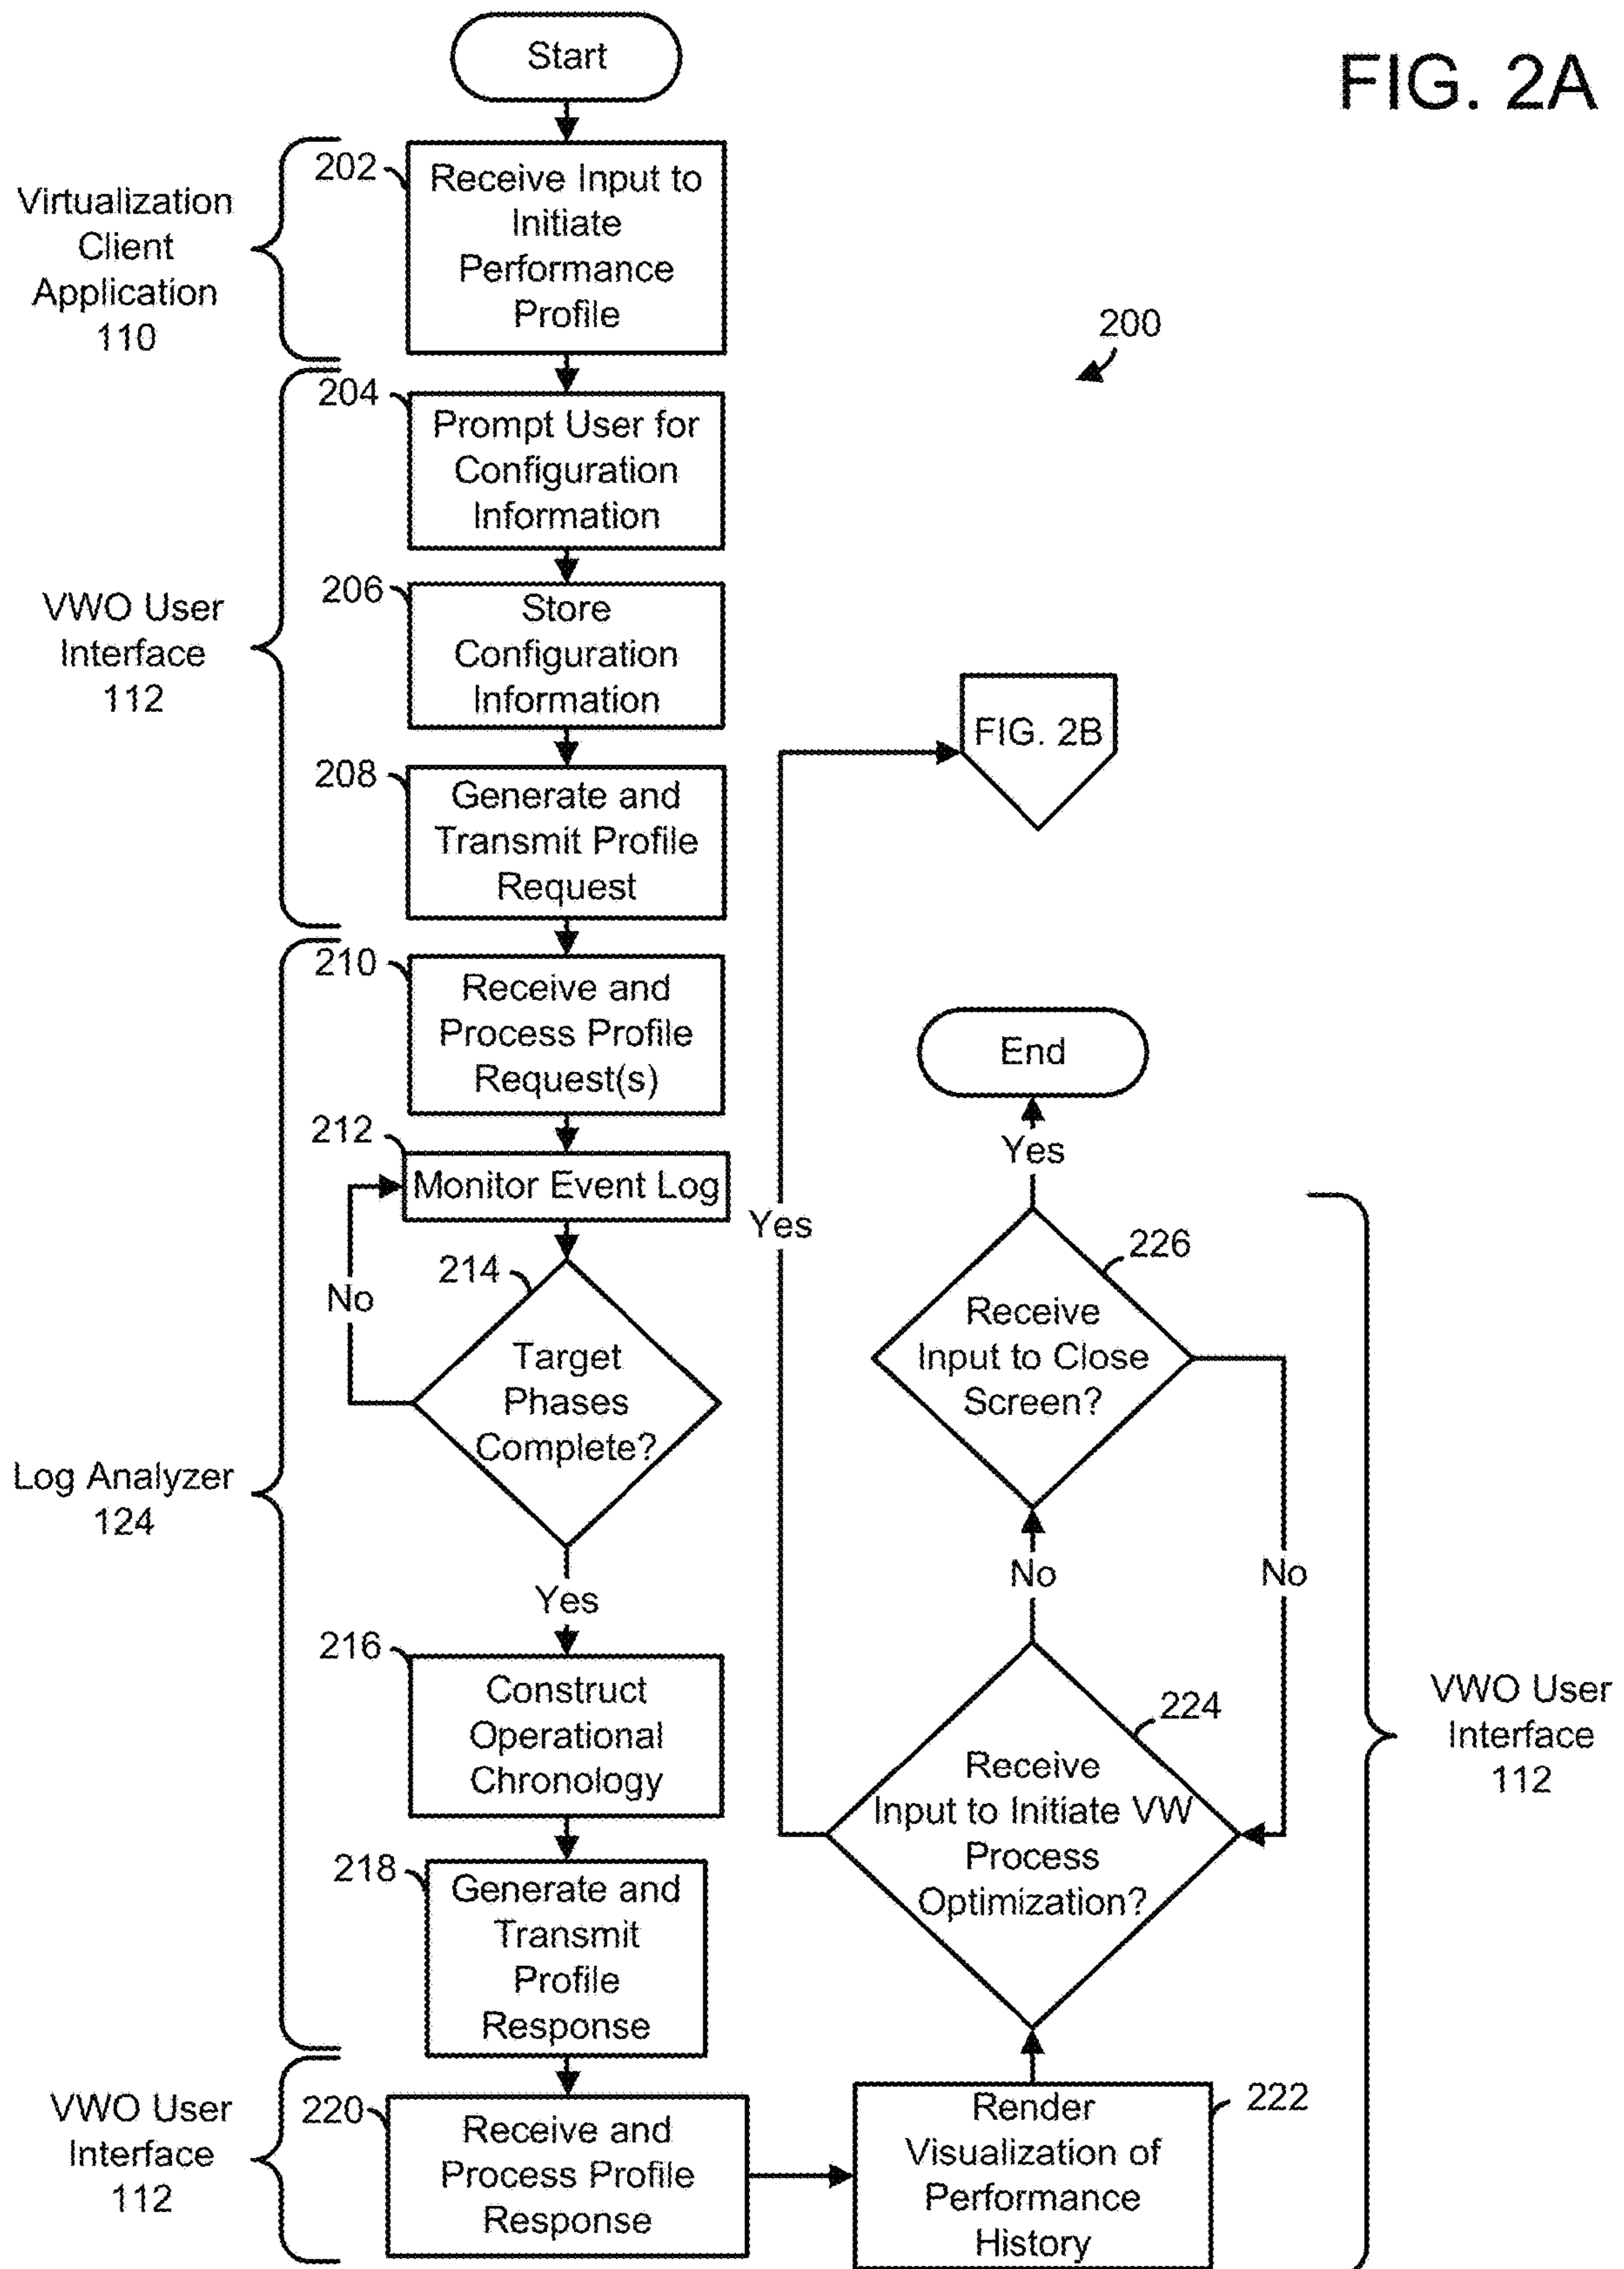 FIG. 2A
Start
Virtualization
Client
Application
110
202
Receive Input to
Initiate
Performance
Profile
200
VWO User
Interface
112
204
Prompt User for
Configuration
Information
206
Store
Configuration
Information
208
Generate and
Transmit Profile
Request
FIG. 2B
Log Analyzer
124
210
Receive and
Process Profile
Request(s)
212
Monitor Event Log
214
Target
Phases
Complete?
No
Yes
216
Construct
Operational
Chronology
218
Generate and
Transmit
Profile
Response
VWO User
Interface
112
220
Receive and
Process Profile
Response
222
Render
Visualization of
Performance
History
224
Receive
Input to Initiate VW
Process
Optimization?
Yes
No
226
Receive
Input to Close
Screen?
No
Yes
End
VWO User
Interface
112